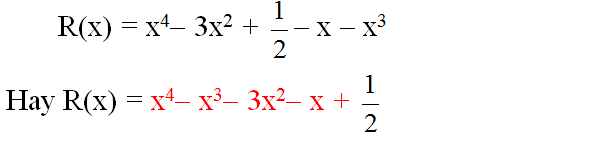 R(x) = x⁴– 3x² + 1/2 – x – x³
Hay R(x) = x⁴– x³– 3x²– x + 1/2